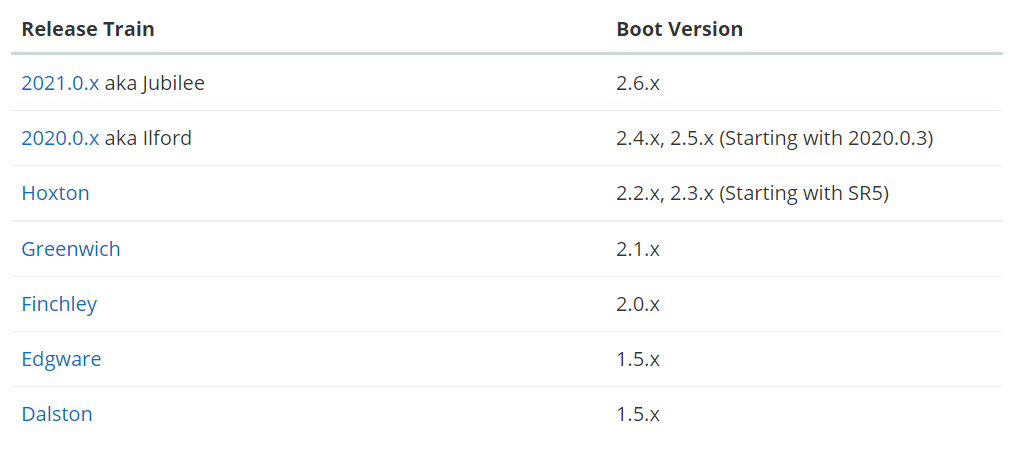 Release Train Boot Version
2021.0.x aka Jubilee 2.6.x
2020.0.x aka Ilford 2.4.x, 2.5.x (Starting with 2020.0.3)
Hoxton 2.2.x, 2.3.x (Starting with SR5)
Greenwich 2.1.x
Finchley 2.0.x
Edgware 1.5.x
Dalston 1.5.x